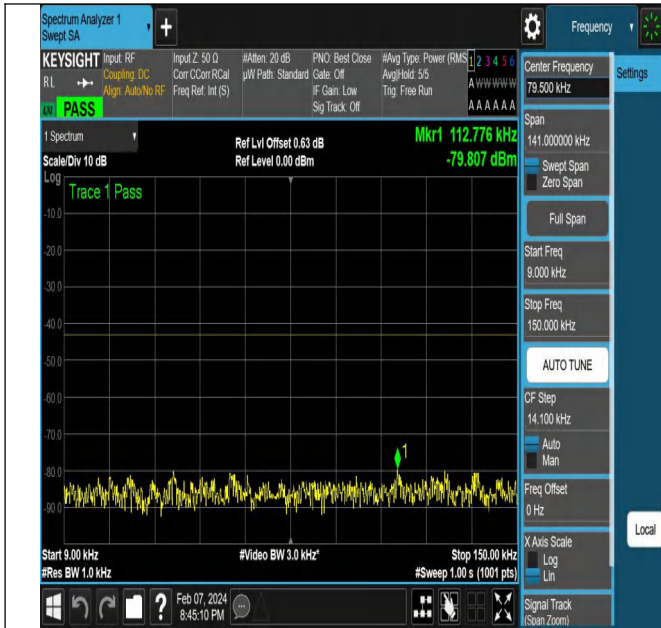 Spectrum Analyzer 1
Swept SA
+
Frequency
KEYSIGHT
RL
PASS
Input: RF
Coupling: DC
Align: Auto/No RF
Input Z: 50 Ω
Corr CCorr RCal
Freq Ref: Int (S)
#Atten: 20 dB
µW Path: Standard
PNO: Best Close
Gate: Off
IF Gain: Low
Sig Track: Off
#Avg Type: Power (RMS
Avg|Hold: 5/5
Trig: Free Run
1 2 3 4 5 6
A W W W W W
A A A A A A
1 Spectrum
Scale/Div 10 dB
Log
Ref Lvl Offset 0.63 dB
Ref Level 0.00 dBm
Mkr1 112.776 kHz
-79.807 dBm
Trace 1 Pass
-10.0
-20.0
-30.0
-40.0
-50.0
-60.0
-70.0
-80.0
-90.0
1
Start 9.00 kHz
#Res BW 1.0 kHz
#Video BW 3.0 kHz*
Stop 150.00 kHz
#Sweep 1.00 s (1001 pts)
?
Feb 07, 2024
8:45:10 PM
Center Frequency
79.500 kHz
Settings
Span
141.000000 kHz
Swept Span
Zero Span
Full Span
Start Freq
9.000 kHz
Stop Freq
150.000 kHz
AUTO TUNE
CF Step
14.100 kHz
Auto
Man
Freq Offset
0 Hz
Local
X Axis Scale
Log
Lin
Signal Track
(Span Zoom)